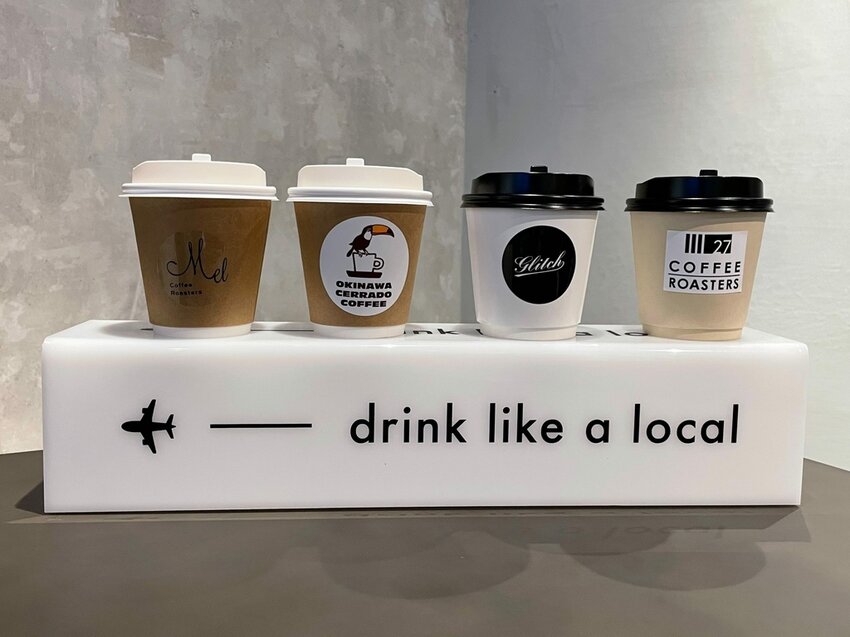 Mel
Coffee
Roasters
OKINAWA
CERRADO
COFFEE
Glitch
27
COFFEE
ROASTERS
drink like a local